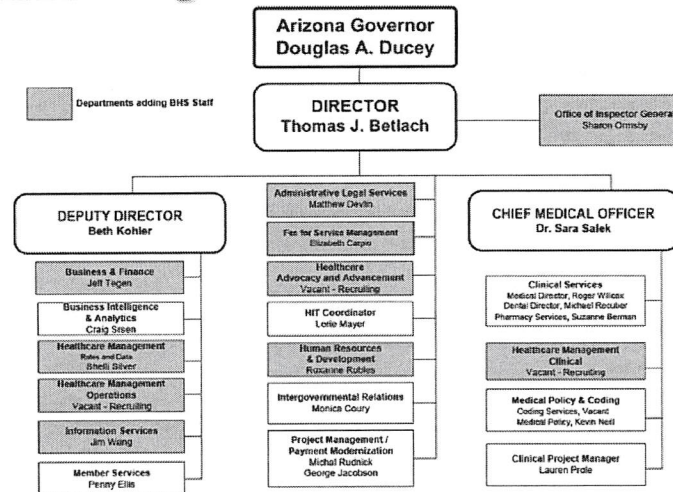 Arizona Governor
Douglas A. Ducey
Departments adding BHS Staff
DIRECTOR
Thomas J. Betlach
Office of Inspector General
Sharon Ormsby
DEPUTY DIRECTOR
Beth Kohler
Business & Finance
Jeff Tegen
Business Intelligence
& Analytics
Craig
Healthcare Management
Rates and Data
Shelli Silver
Healthcare Management
Operations
Vacant - Recruiting
Information Services
Jim Wang
Member Services
Penny Ellis
Administrative Legal Services
Matthew Devlin
Fee for Service Management
Elizabeth Carpio
Healthcare
Advocacy and Advancement
Vacant - Recruiting
HIT Coordinator
Lorie Mayer
Human Resources
& Development
Roxanne Robles
Intergovernmental Relations
Monica Coury
Project Management /
Payment Modernization
Michal Rudnick
George Jacobson
CHIEF MEDICAL OFFICER
Dr. Sara Salek
Clinical Services
Medical Director, Roger Wilcox
Dental Director, Michael
Pharmacy Services, Suzanne Berman
Healthcare Management
Clinical
Vacant - Recruiting
Medical Policy & Coding
Coding Services, Vacant
Medical Policy, Kevin Neill
Clinical Project Manager
Lauren Prole